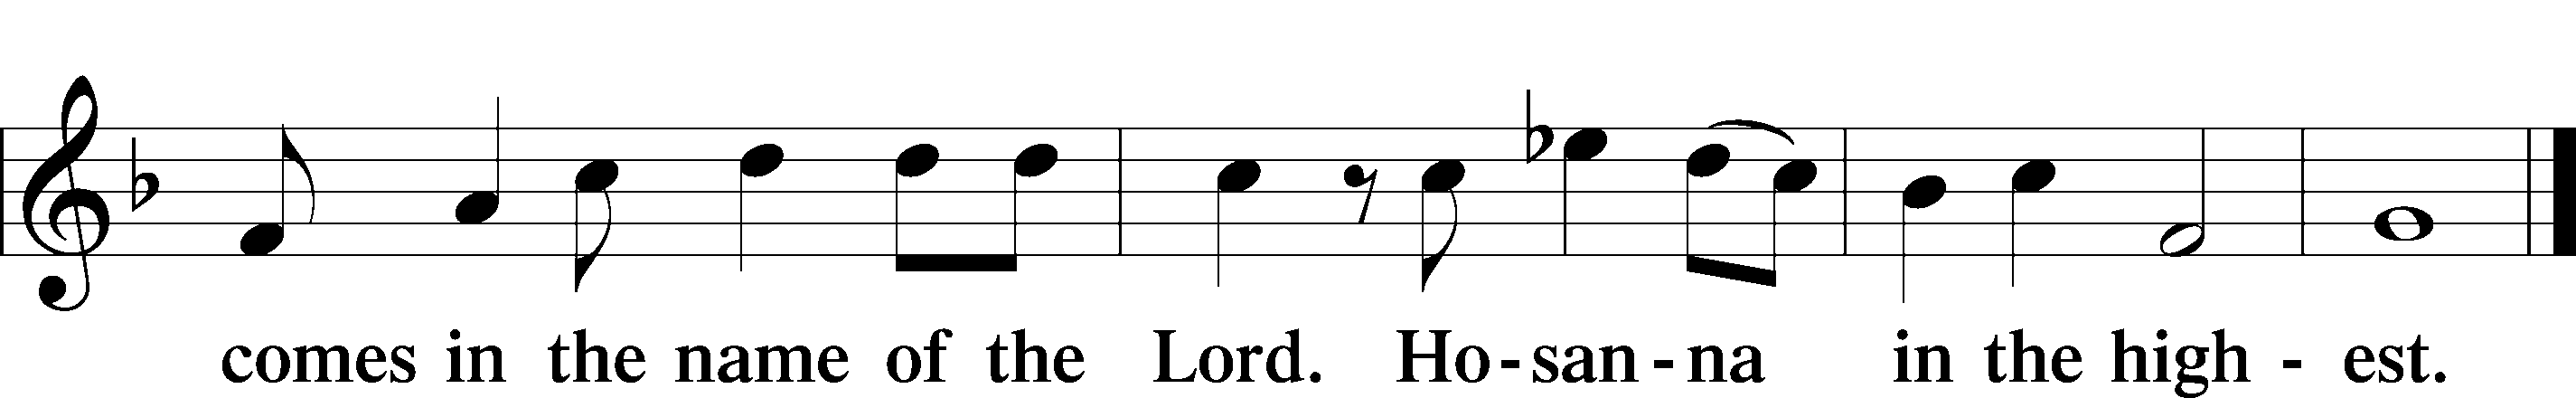 comes in the name of the Lord. Ho-san-na in the high - est.